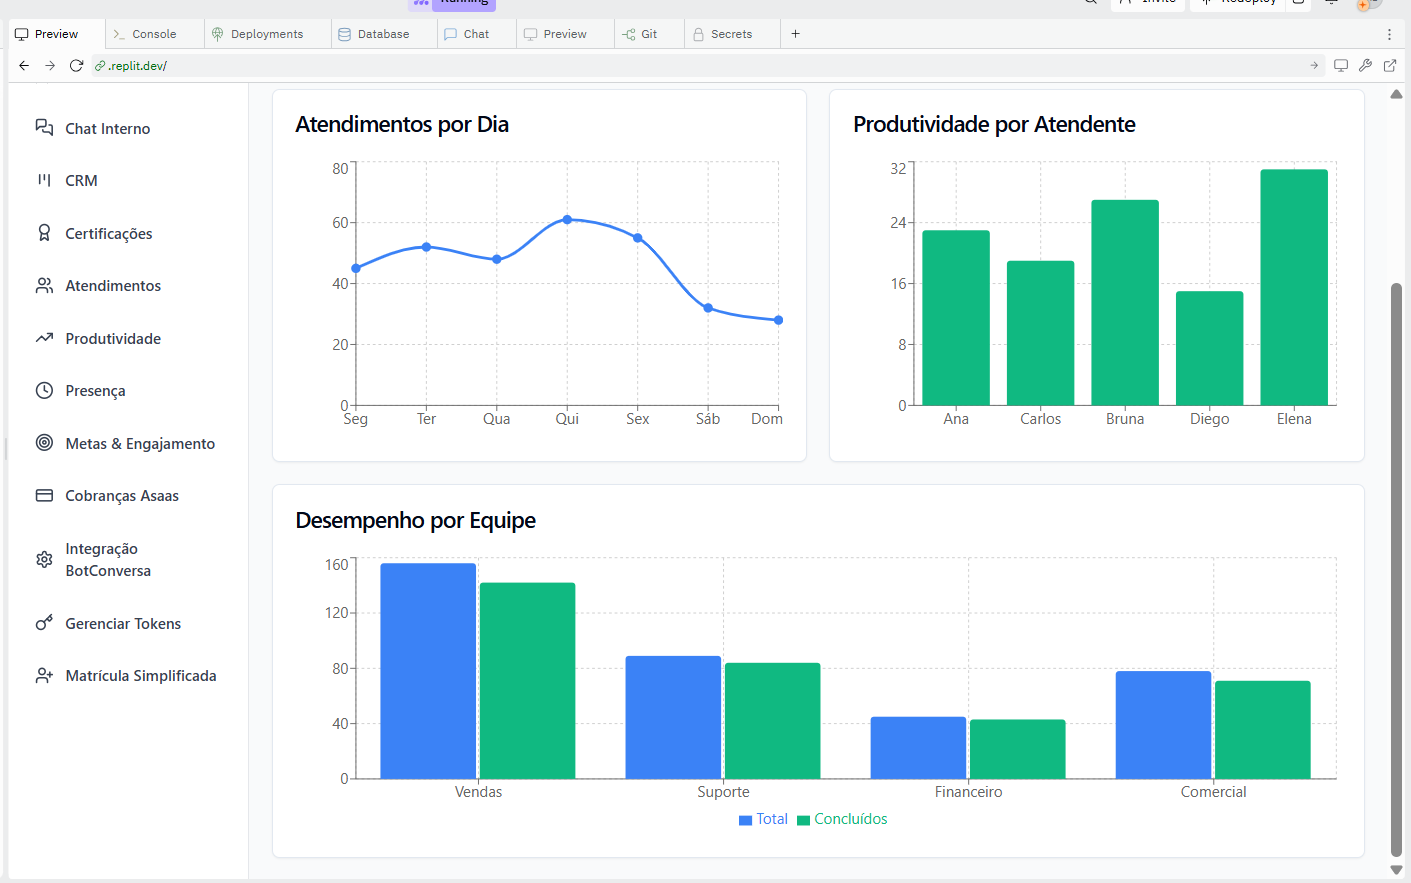 Running
Invite
Redeploy
Preview
Console
Deployments
Database
Chat
Preview
Git
Secrets
.replit.dev/
Chat Interno
CRM
Certificações
Atendimentos
Produtividade
Presença
Metas & Engajamento
Cobranças Asaas
Integração
BotConversa
Gerenciar Tokens
Matrícula Simplificada
Atendimentos por Dia
80
60
40
20
0
Seg Ter Qua Qui Sex Sáb Dom
Produtividade por Atendente
32
24
16
8
0
Ana Carlos Bruna Diego Elena
Desempenho por Equipe
160
120
80
40
0
Vendas Suporte Financeiro Comercial
Total Concluídos